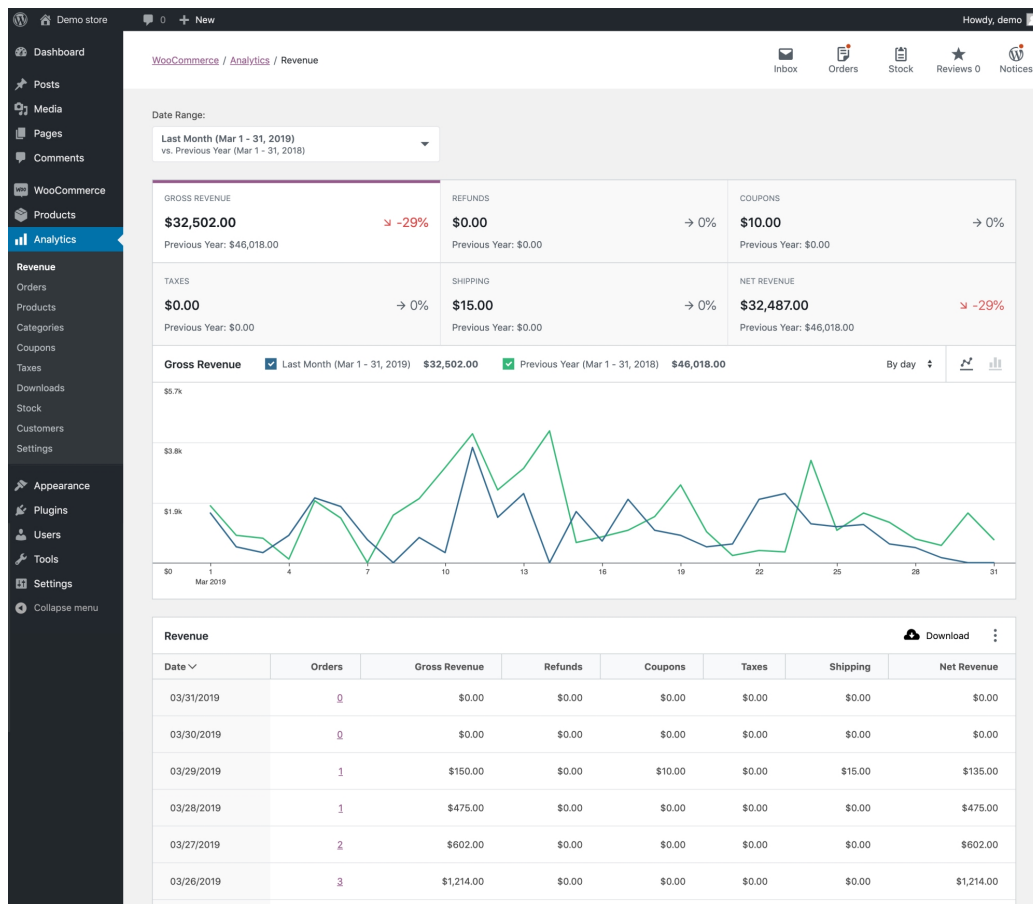 Demo store 0 + New Howdy, demo
Dashboard
Posts
Media
Pages
Comments
WooCommerce
Products
Analytics
Revenue
Orders
Products
Categories
Coupons
Taxes
Downloads
Stock
Customers
Settings
Appearance
Plugins
Users
Tools
Settings
Collapse menu
WooCommerce / Analytics / Revenue
Inbox Orders Stock Reviews 0 Notices
Date Range:
Last Month (Mar 1 - 31, 2019)
vs. Previous Year (Mar 1 - 31, 2018)
GROSS REVENUE
$32,502.00 -29%
Previous Year: $46,018.00
REFUNDS
$0.00 0%
Previous Year: $0.00
COUPONS
$10.00 0%
Previous Year: $0.00
TAXES
$0.00 0%
Previous Year: $0.00
SHIPPING
$15.00 0%
Previous Year: $0.00
NET REVENUE
$32,487.00 -29%
Previous Year: $46,018.00
Gross Revenue Last Month (Mar 1 - 31, 2019) $32,502.00 Previous Year (Mar 1 - 31, 2018) $46,018.00 By day
$5.7k
$3.8k
$1.9k
$0 1 4 7 10 13 16 19 22 25 28 31
Mar 2019
Revenue Download
Date Orders Gross Revenue Refunds Coupons Taxes Shipping Net Revenue
03/31/2019 0 $0.00 $0.00 $0.00 $0.00 $0.00 $0.00
03/30/2019 0 $0.00 $0.00 $0.00 $0.00 $0.00 $0.00
03/29/2019 1 $150.00 $0.00 $10.00 $0.00 $15.00 $135.00
03/28/2019 1 $475.00 $0.00 $0.00 $0.00 $0.00 $475.00
03/27/2019 2 $602.00 $0.00 $0.00 $0.00 $0.00 $602.00
03/26/2019 3 $1,214.00 $0.00 $0.00 $0.00 $0.00 $1,214.00